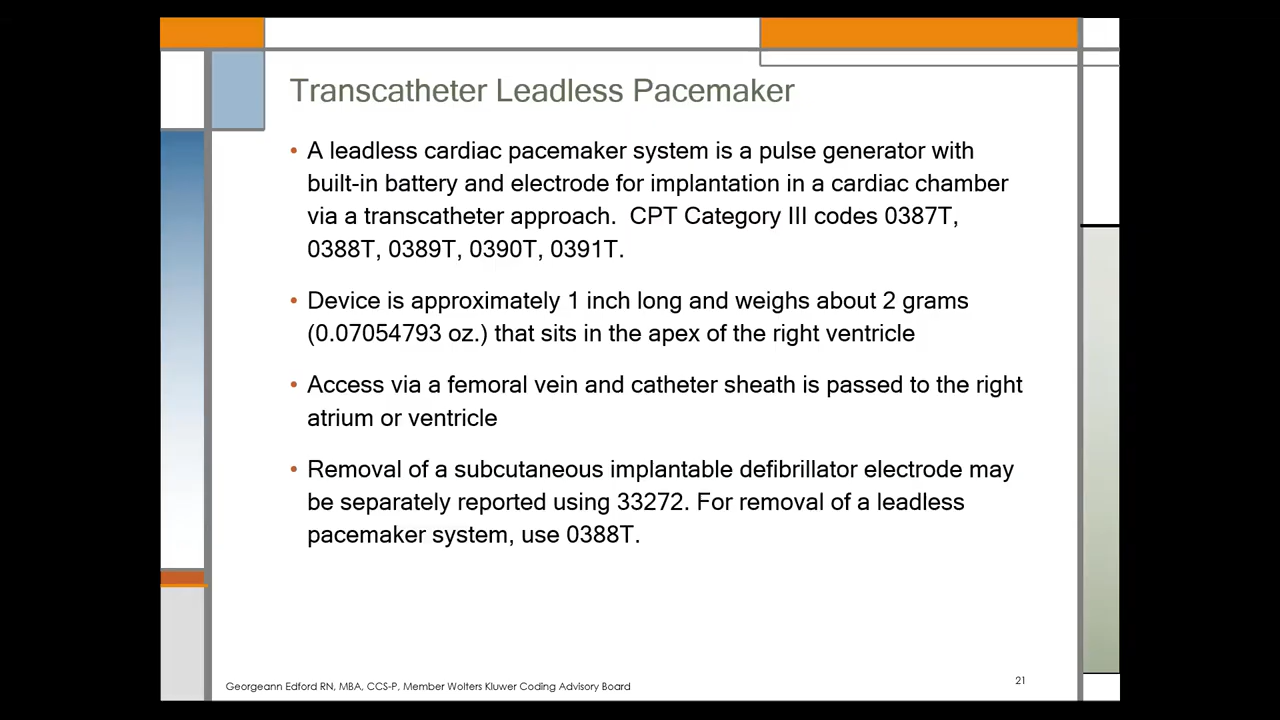 Transcatheter Leadless Pacemaker
• A leadless cardiac pacemaker system is a pulse generator with
built-in battery and electrode for implantation in a cardiac chamber
via a transcatheter approach.  CPT Category III codes 0387T,
0388T, 0389T, 0390T, 0391T.
• Device is approximately 1 inch long and weighs about 2 grams
(0.07054793 oz.) that sits in the apex of the right ventricle
• Access via a femoral vein and catheter sheath is passed to the right
atrium or ventricle
• Removal of a subcutaneous implantable defibrillator electrode may
be separately reported using 33272. For removal of a leadless
pacemaker system, use 0388T.
Georgeann Edford RN, MBA, CCS-P, Member Wolters Kluwer Coding Advisory Board
21